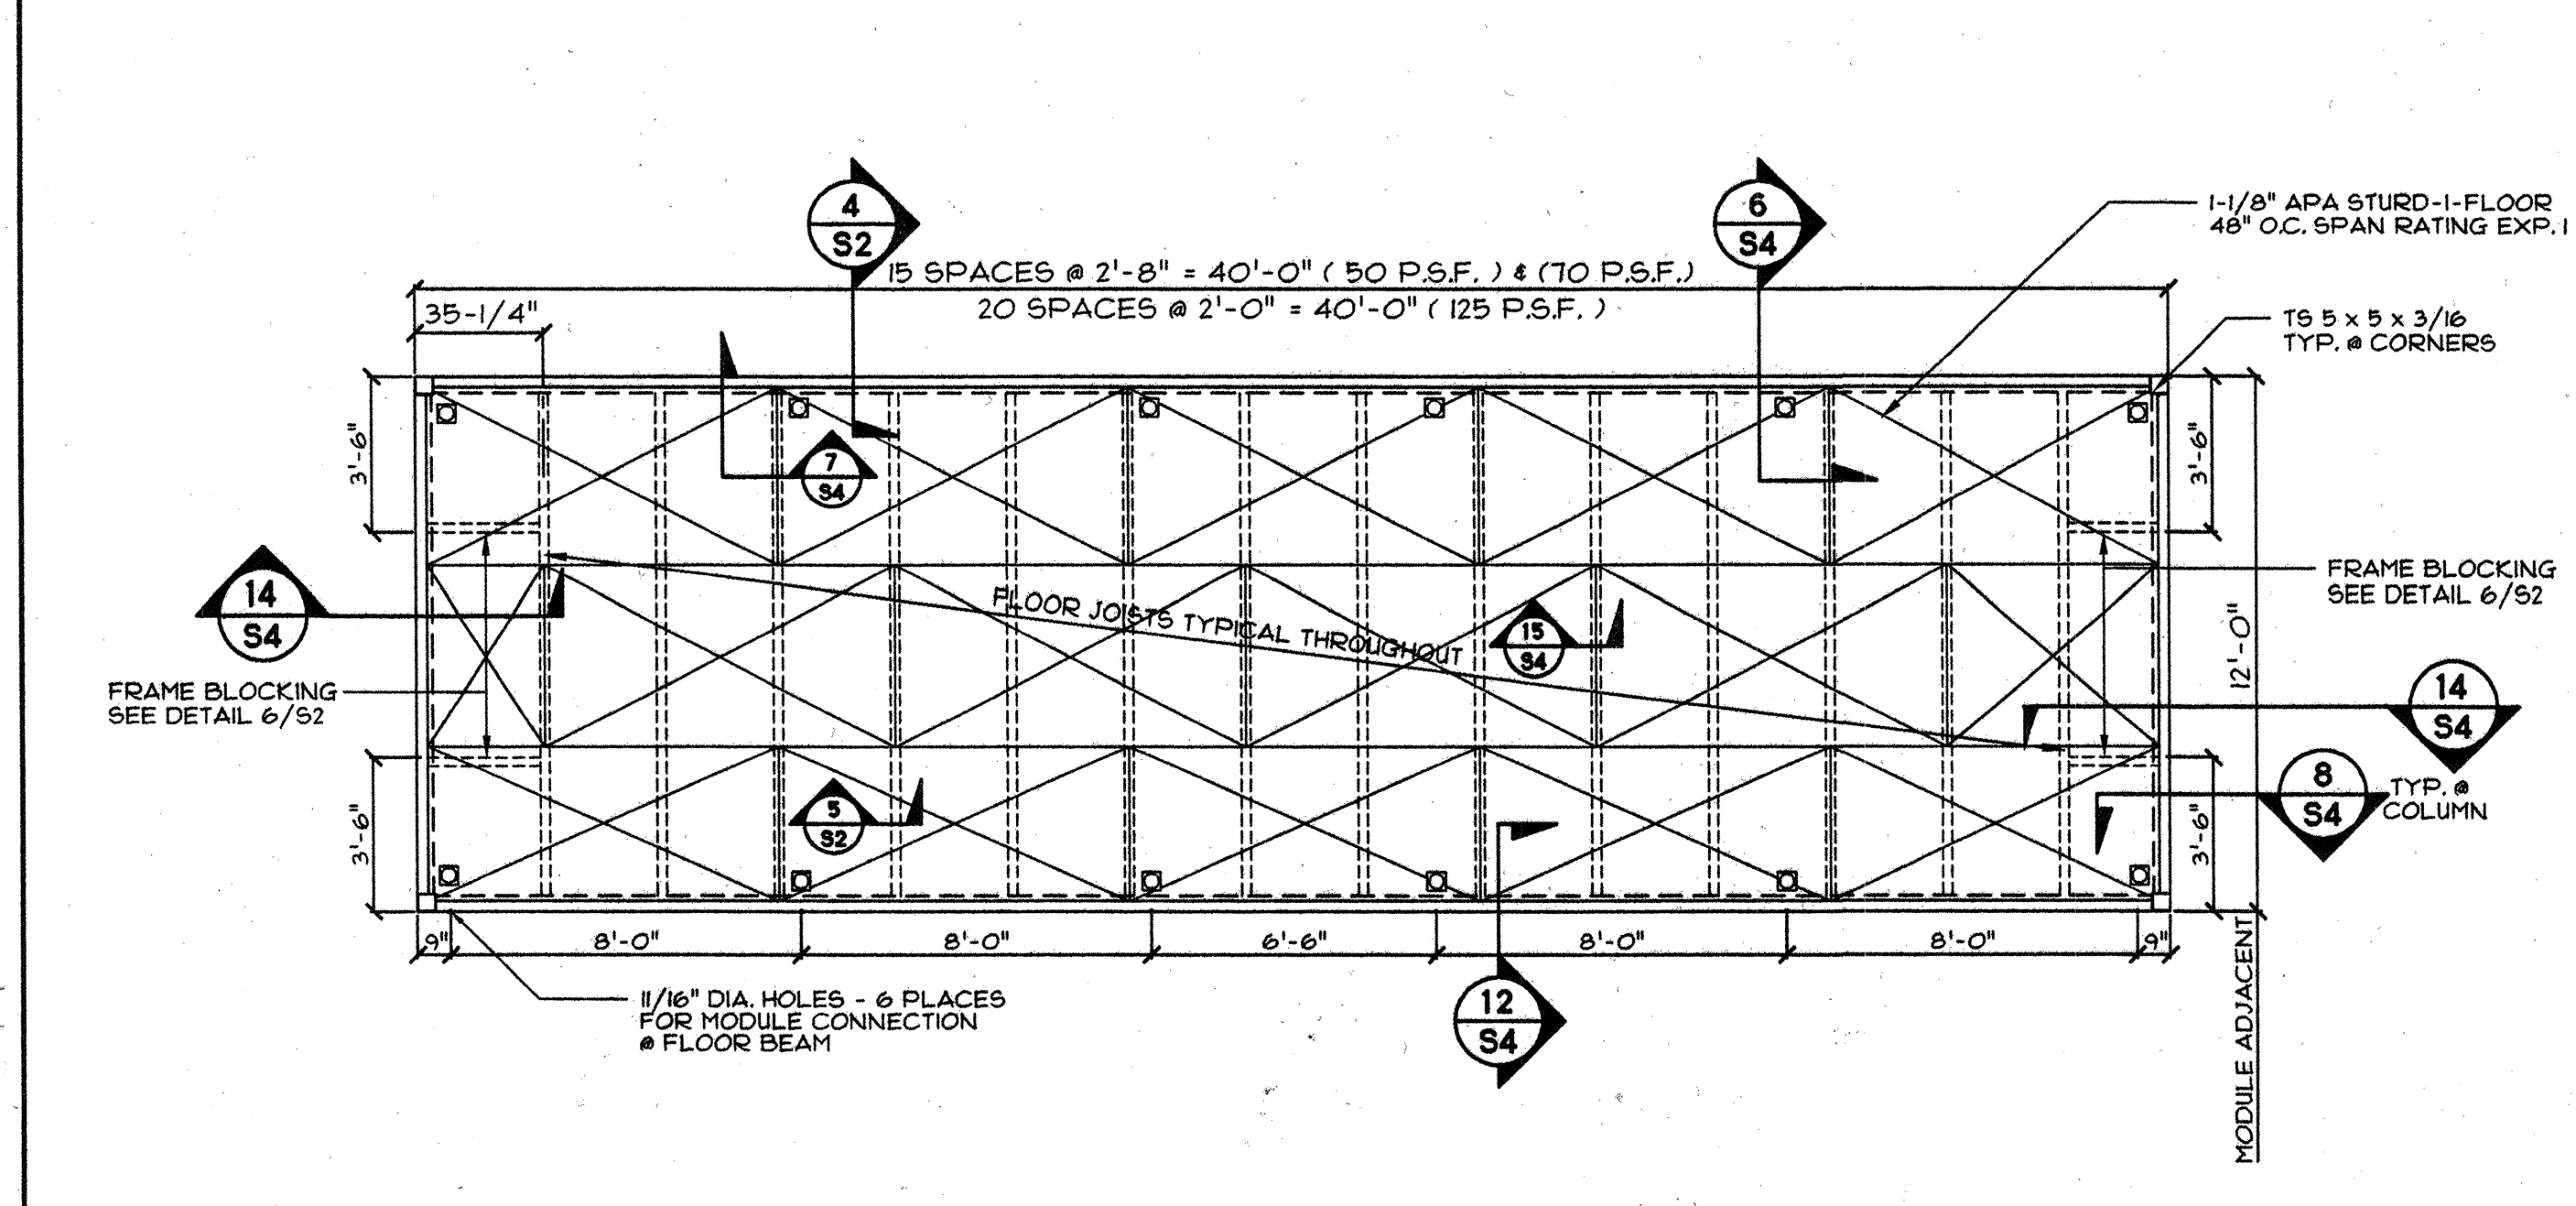 4
S2
6
S4
1-1/8" APA STURD-I-FLOOR
48" O.C. SPAN RATING EXP. 1
15 SPACES @ 2'-8" = 40'-0" ( 50 P.S.F. ) & (70 P.S.F.)
20 SPACES @ 2'-0" = 40'-0" ( 125 P.S.F. )
35-1/4"
TS 5 x 5 x 3/16
TYP. @ CORNERS
3'-6"
7
S4
3'-6"
14
S4
FLOOR JOISTS TYPICAL THROUGHOUT
15
S4
FRAME BLOCKING
SEE DETAIL 6/S2
12'-0"
FRAME BLOCKING
SEE DETAIL 6/S2
14
S4
3'-6"
5
S2
3'-6"
8
S4
TYP. @
COLUMN
9"
8'-0"
8'-0"
6'-6"
8'-0"
8'-0"
9"
11/16" DIA. HOLES - 6 PLACES
FOR MODULE CONNECTION
@ FLOOR BEAM
12
S4
MODULE ADJACENT